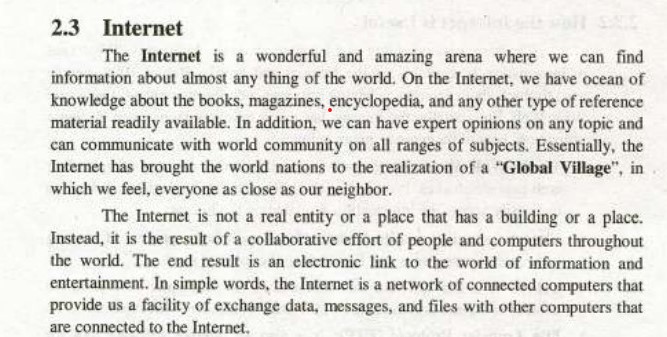 2.3 Internet
The Internet is a wonderful and amazing arena where we can find
information about almost any thing of the world. On the Internet, we have ocean of
knowledge about the books, magazines, encyclopedia, and any other type of reference
material readily available. In addition, we can have expert opinions on any topic and
can communicate with world community on all ranges of subjects. Essentially, the
Internet has brought the world nations to the realization of a “Global Village”, in
which we feel, everyone as close as our neighbor.
The Internet is not a real entity or a place that has a building or a place.
Instead, it is the result of a collaborative effort of people and computers throughout
the world. The end result is an electronic link to the world of information and
entertainment. In simple words, the Internet is a network of connected computers that
provide us a facility of exchange data, messages, and files with other computers that
are connected to the Internet.